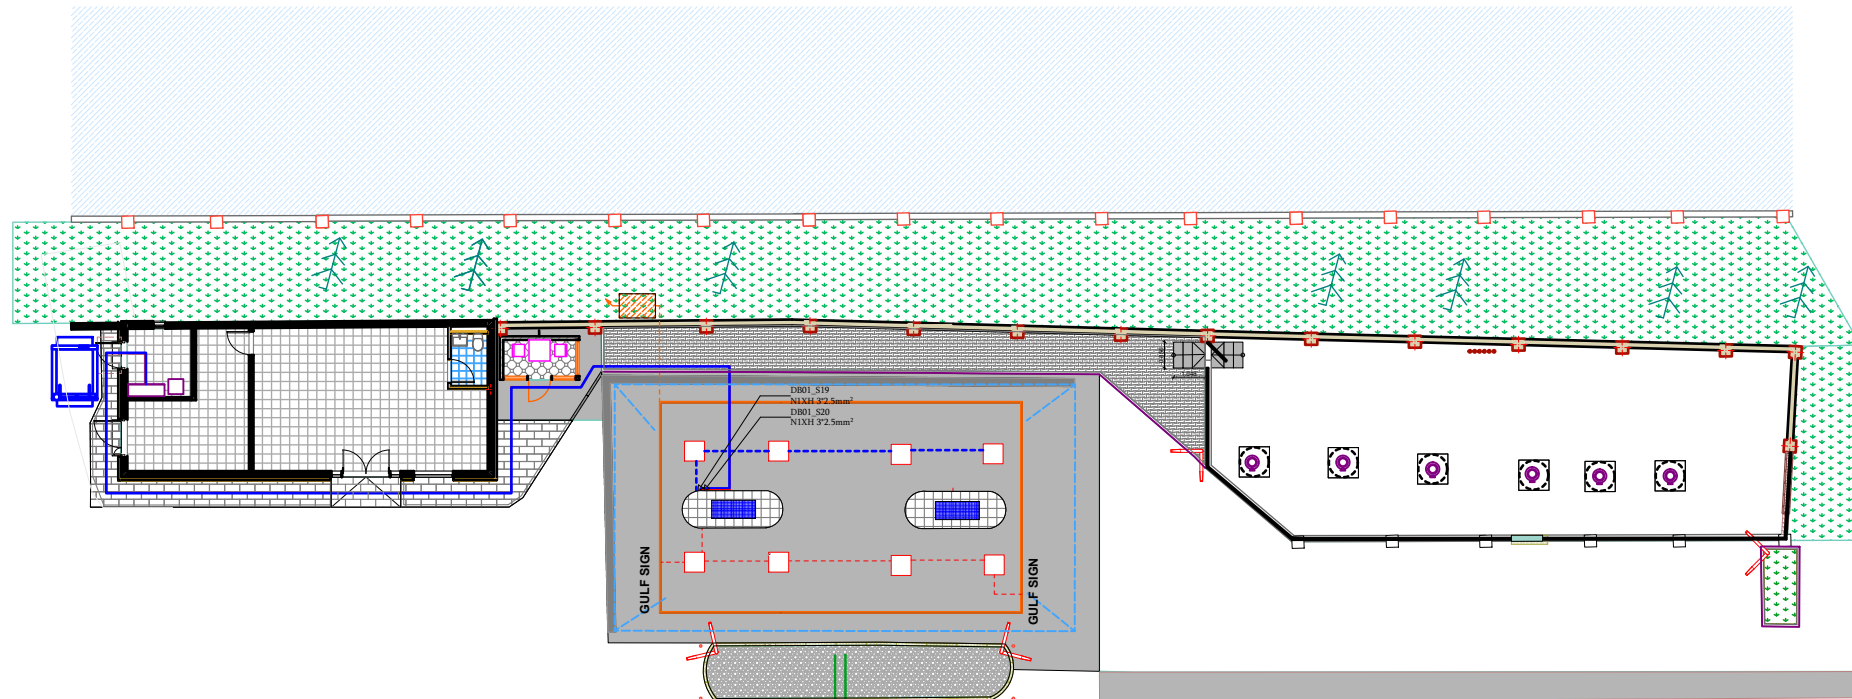 DB01_S19
N1XH 3*2.5mm²
DB01_S20
N1XH 3*2.5mm²
GULF SIGN
GULF SIGN